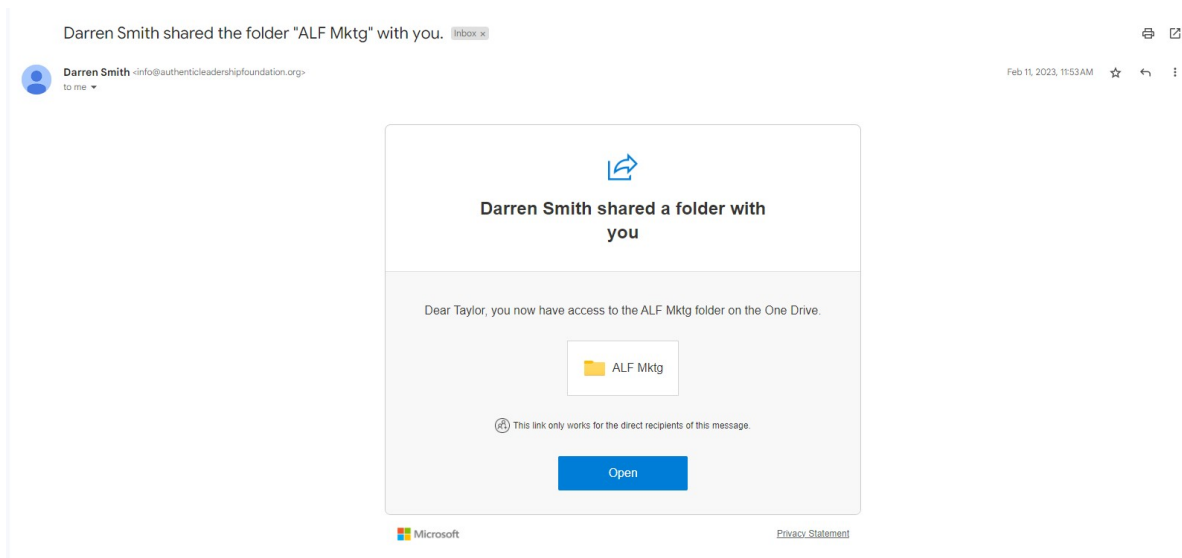 Darren Smith shared the folder "ALF Mktg" with you. Inbox ×
Darren Smith <info@authenticleadershipfoundation.org> Feb 11, 2023, 11:53 AM
to me
Darren Smith shared a folder with
you
Dear Taylor, you now have access to the ALF Mktg folder on the One Drive.
ALF Mktg
This link only works for the direct recipients of this message.
Open
Microsoft Privacy Statement